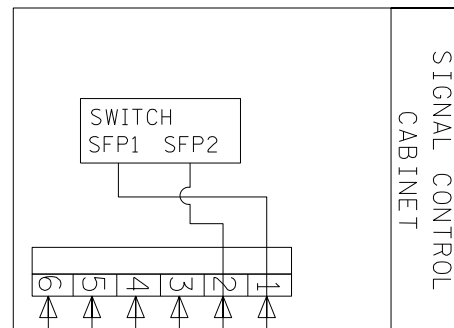 SWITCH
SFP1 SFP2
6 5 4 3 2 1
SIGNAL CONTROL
CABINET